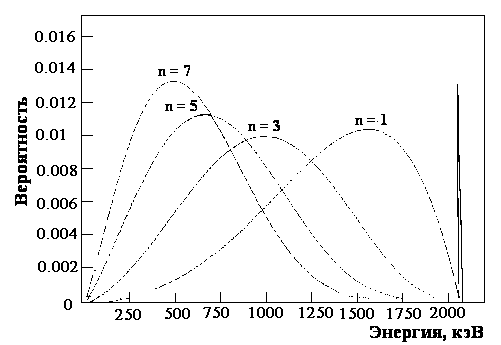 0.016
0.014
0.012
0.01
0.008
0.006
0.004
0.002
0
Вероятность
n = 7
n = 5
n = 3
n = 1
250 500 750 1000 1250 1500 1750 2000
Энергия, кэВ